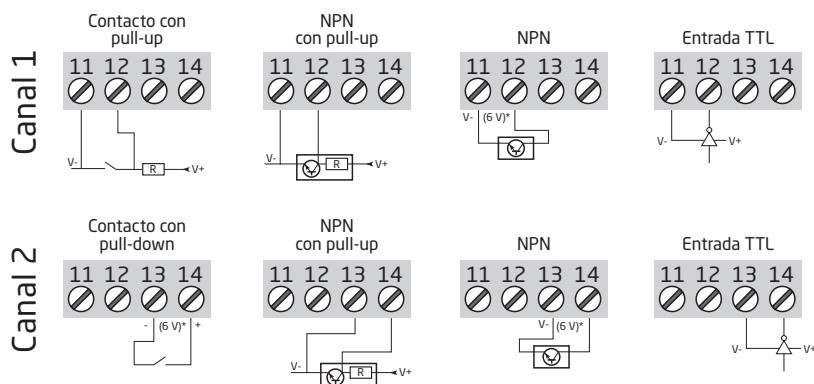 Canal 1
Contacto con
pull-up
11 12 13 14
V-
R
V+
NPN
con pull-up
11 12 13 14
V-
R
V+
NPN
11 12 13 14
V- (6 V)*
Entrada TTL
11 12 13 14
V-
V+
Canal 2
Contacto con
pull-down
11 12 13 14
- (6 V)* +
NPN
con pull-up
11 12 13 14
V-
R
V+
NPN
11 12 13 14
V- (6 V)*
Entrada TTL
11 12 13 14
V-
V+